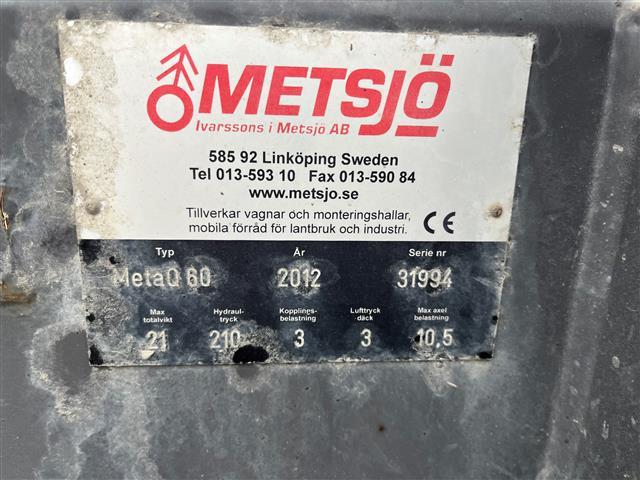 METSJÖ
Ivarssons i Metsjö AB
585 92 Linköping Sweden
Tel 013-593 10 Fax 013-590 84
www.metsjo.se
Tillverkar vagnar och monteringshallar,
mobila förråd för lantbruk och industri. CE
Typ År Serie nr
MetaQ 60 2012 31994
Max totalvikt Hydraul- tryck Kopplings- belastning Lufttryck däck Max axel belastning
21 210 3 3 10,5